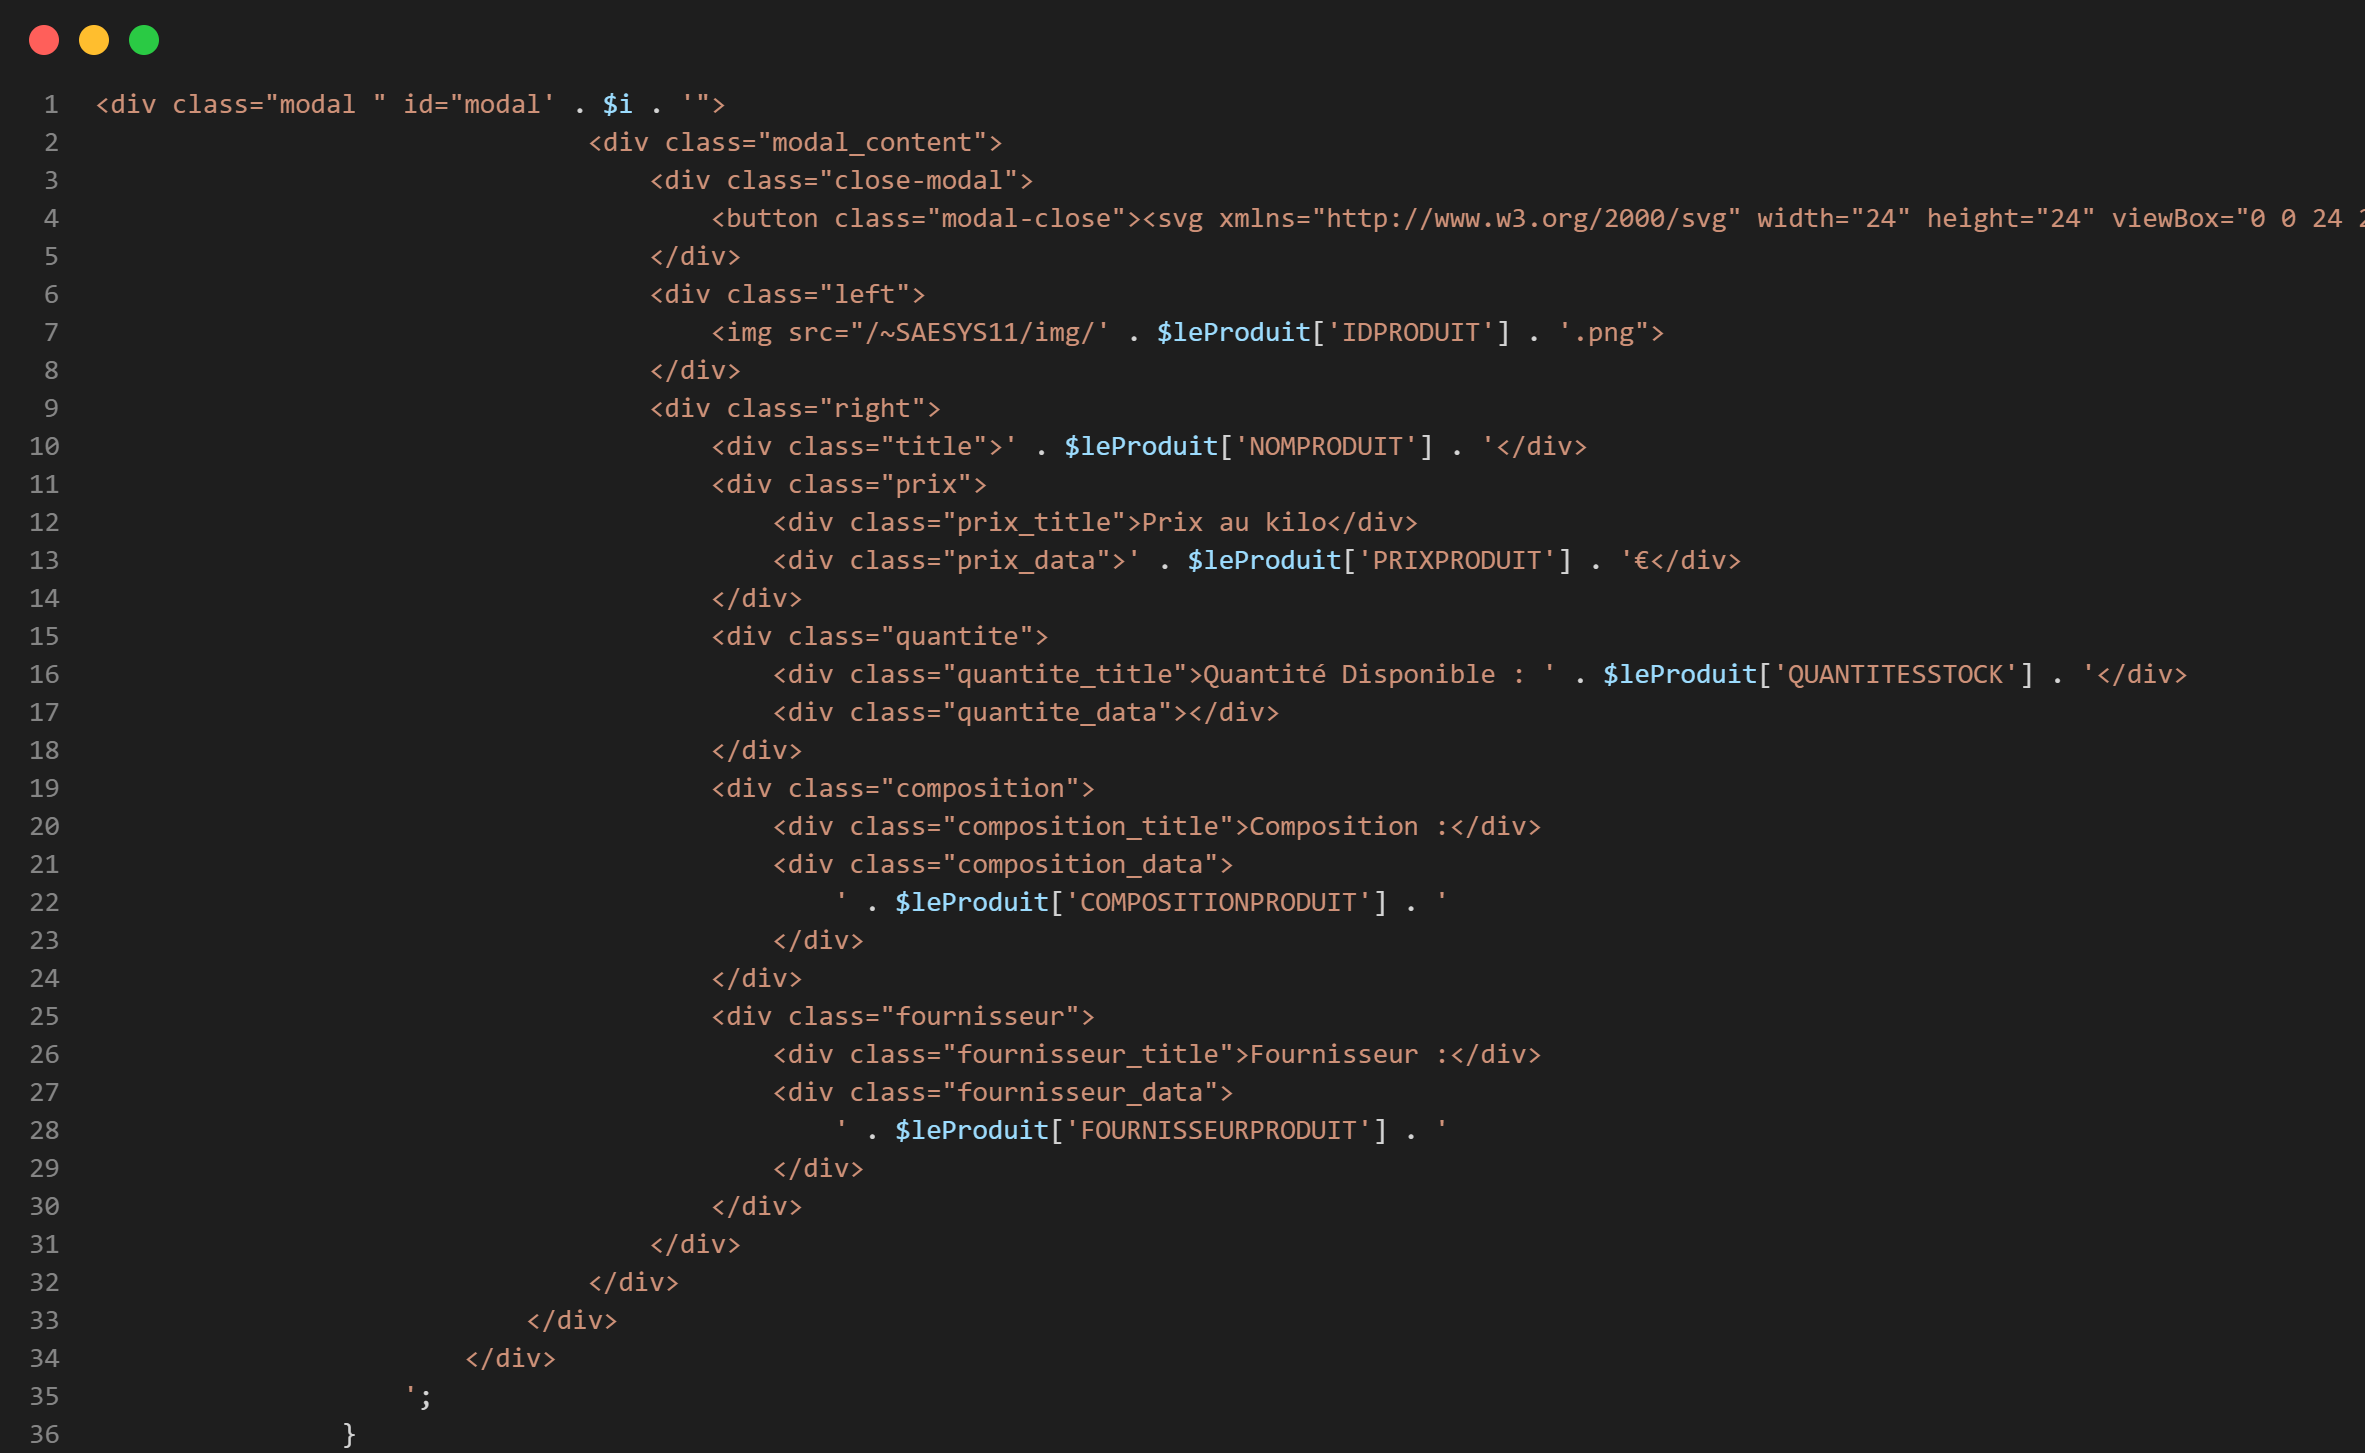 1 <div class="modal " id="modal' . $i . '">
2 <div class="modal_content">
3 <div class="close-modal">
4 <button class="modal-close"><svg xmlns="http://www.w3.org/2000/svg" width="24" height="24" viewBox="0 0 24
5 </div>
6 <div class="left">
7 <img src="/~SAESYS11/img/' . $leProduit['IDPRODUIT'] . '.png">
8 </div>
9 <div class="right">
10 <div class="title">' . $leProduit['NOMPRODUIT'] . '</div>
11 <div class="prix">
12 <div class="prix_title">Prix au kilo</div>
13 <div class="prix_data">' . $leProduit['PRIXPRODUIT'] . '€</div>
14 </div>
15 <div class="quantite">
16 <div class="quantite_title">Quantité Disponible : ' . $leProduit['QUANTITESSTOCK'] . '</div>
17 <div class="quantite_data"></div>
18 </div>
19 <div class="composition">
20 <div class="composition_title">Composition :</div>
21 <div class="composition_data">
22 ' . $leProduit['COMPOSITIONPRODUIT'] . '
23 </div>
24 </div>
25 <div class="fournisseur">
26 <div class="fournisseur_title">Fournisseur :</div>
27 <div class="fournisseur_data">
28 ' . $leProduit['FOURNISSEURPRODUIT'] . '
29 </div>
30 </div>
31 </div>
32 </div>
33 </div>
34 </div>
35 ';
36 }